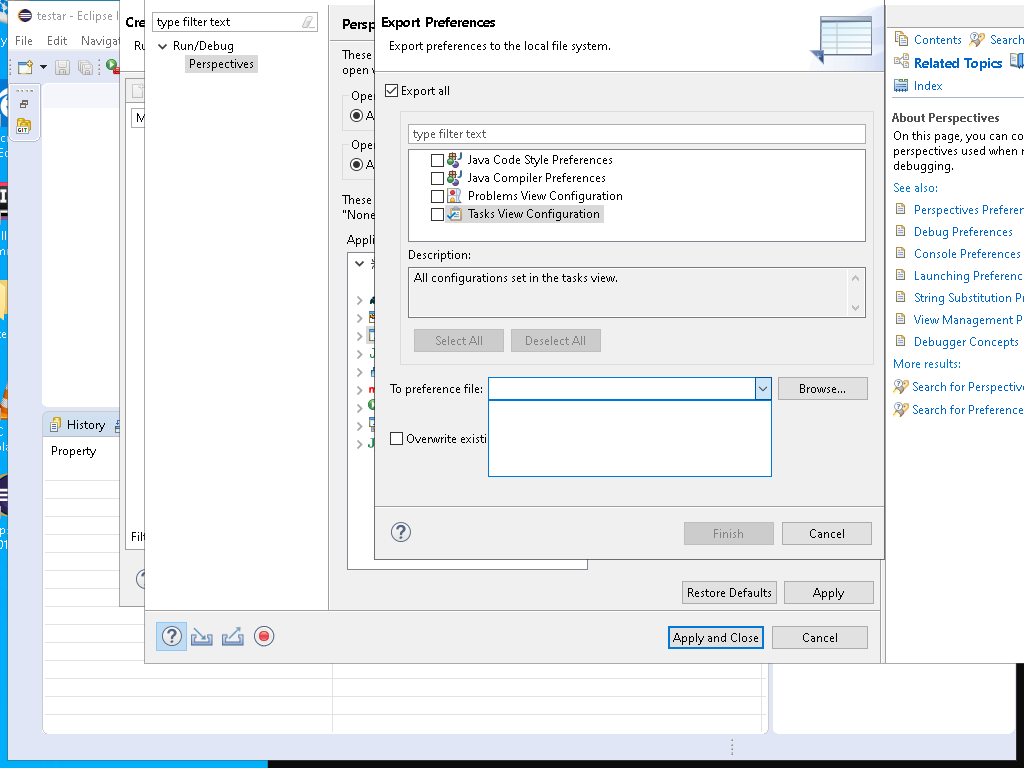 testar - Eclipse I
File Edit Navigat
History
Property
type filter text
Run/Debug
Perspectives
Persp
These
open v
Ope
Ope
These
"None
Appli
Restore Defaults
Apply
Apply and Close
Cancel
Export Preferences
Export preferences to the local file system.
Export all
type filter text
Java Code Style Preferences
Java Compiler Preferences
Problems View Configuration
Tasks View Configuration
Description:
All configurations set in the tasks view.
Select All
Deselect All
To preference file:
Browse...
Overwrite existi
Finish
Cancel
Contents
Search
Related Topics
Index
About Perspectives
On this page, you can co
perspectives used when r
debugging.
See also:
Perspectives Preferen
Debug Preferences
Console Preferences
Launching Preferenc
String Substitution Pr
View Management P
Debugger Concepts
More results:
Search for Perspective
Search for Preference